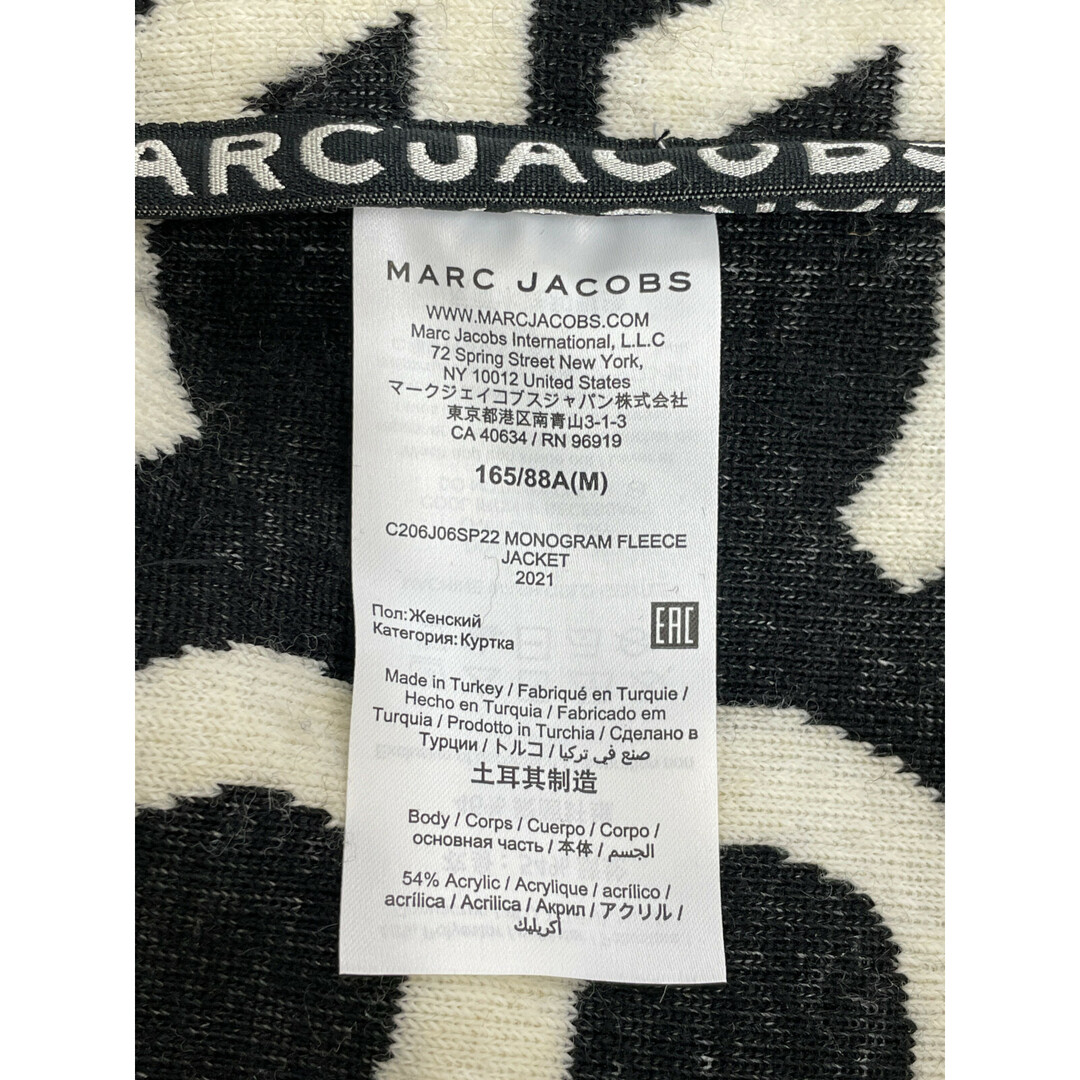 MARC JACOBS
MARC JACOBS
WWW.MARCJACOBS.COM
Marc Jacobs International, L.L.C
72 Spring Street New York,
NY 10012 United States
マークジェイコブスジャパン株式会社
東京都港区南青山3-1-3
CA 40634 / RN 96919
165/88A(M)
C206J06SP22 MONOGRAM FLEECE
JACKET
2021
Пол:Женский
Категория:Куртка
EAC
Made in Turkey / Fabriqué en Turquie /
Hecho en Turquia / Fabricado em
Turquia / Prodotto in Turchia / Сделано в
Турции / トルコ / صنع في تركيا
土耳其制造
Body / Corps / Cuerpo / Corpo /
основная часть / 本体 / الجسم
54% Acrylic / Acrylique / acrílico /
acrílica / Acrilica / Акрил / アクリル /
أكريليك